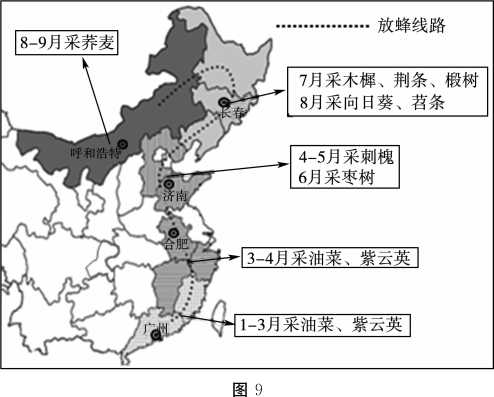 放蜂线路
8-9月采荞麦
7月采木樨、荆条、椴树
8月采向日葵、苕条
长春
呼和浩特
4-5月采刺槐
6月采枣树
济南
合肥
3-4月采油菜、紫云英
1-3月采油菜、紫云英
广州
图 9